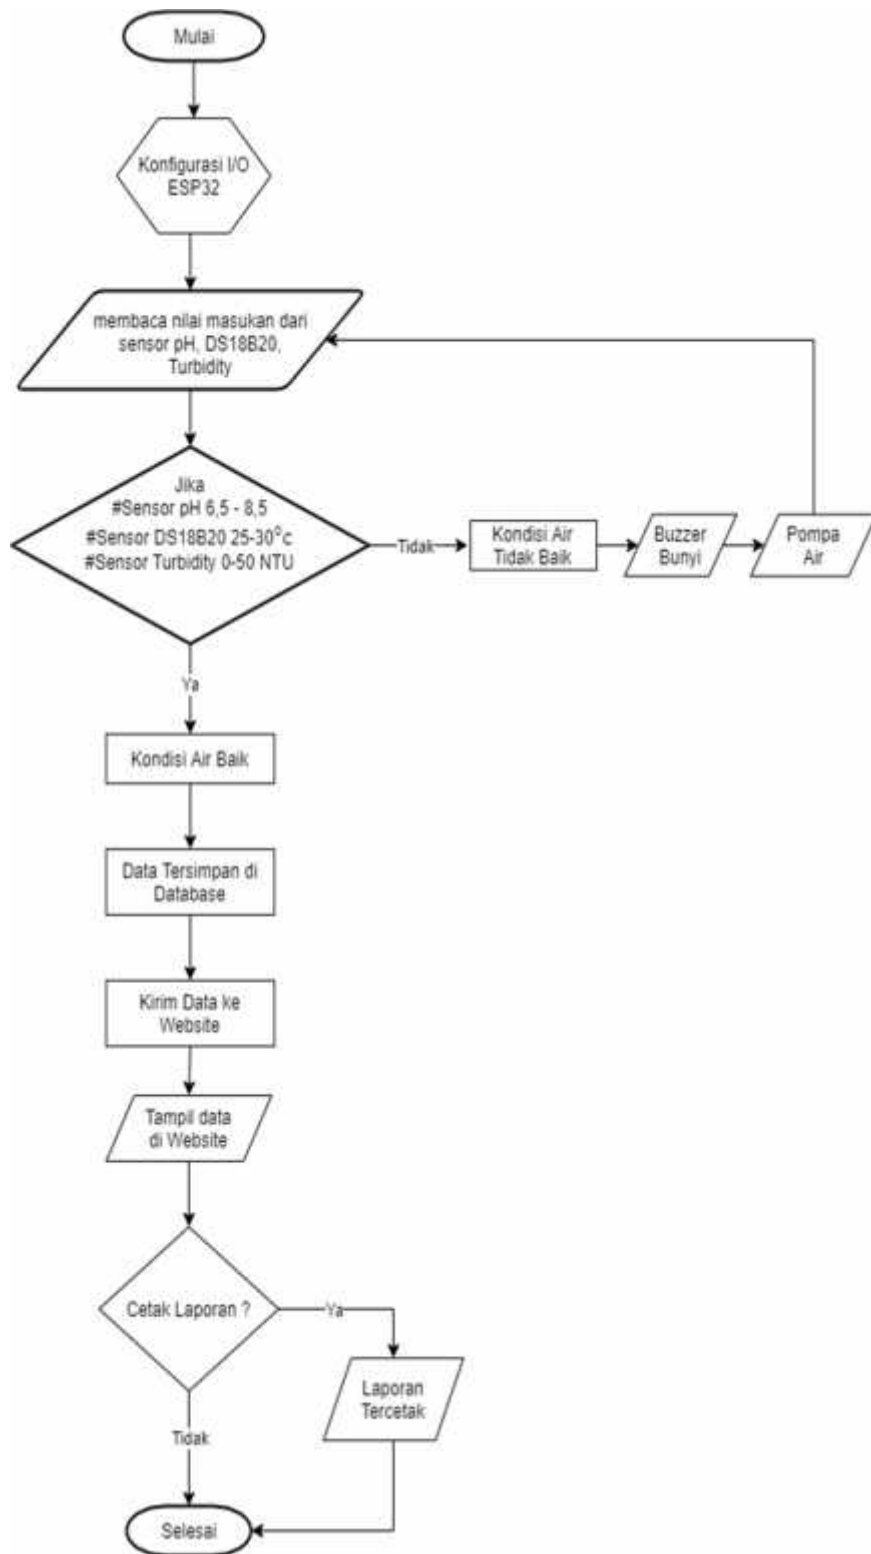 Mulai
Konfigurasi I/O
ESP32
membaca nilai masukan dari
sensor pH, DS18B20,
Turbidity
Jika
#Sensor pH 6,5 - 8,5
#Sensor DS18B20 25-30°c
#Sensor Turbidity 0-50 NTU
Tidak
Kondisi Air
Tidak Baik
Buzzer
Bunyi
Pompa
Air
Ya
Kondisi Air Baik
Data Tersimpan di
Database
Kirim Data ke
Website
Tampil data
di Website
Cetak Laporan ?
Ya
Laporan
Tercetak
Tidak
Selesai